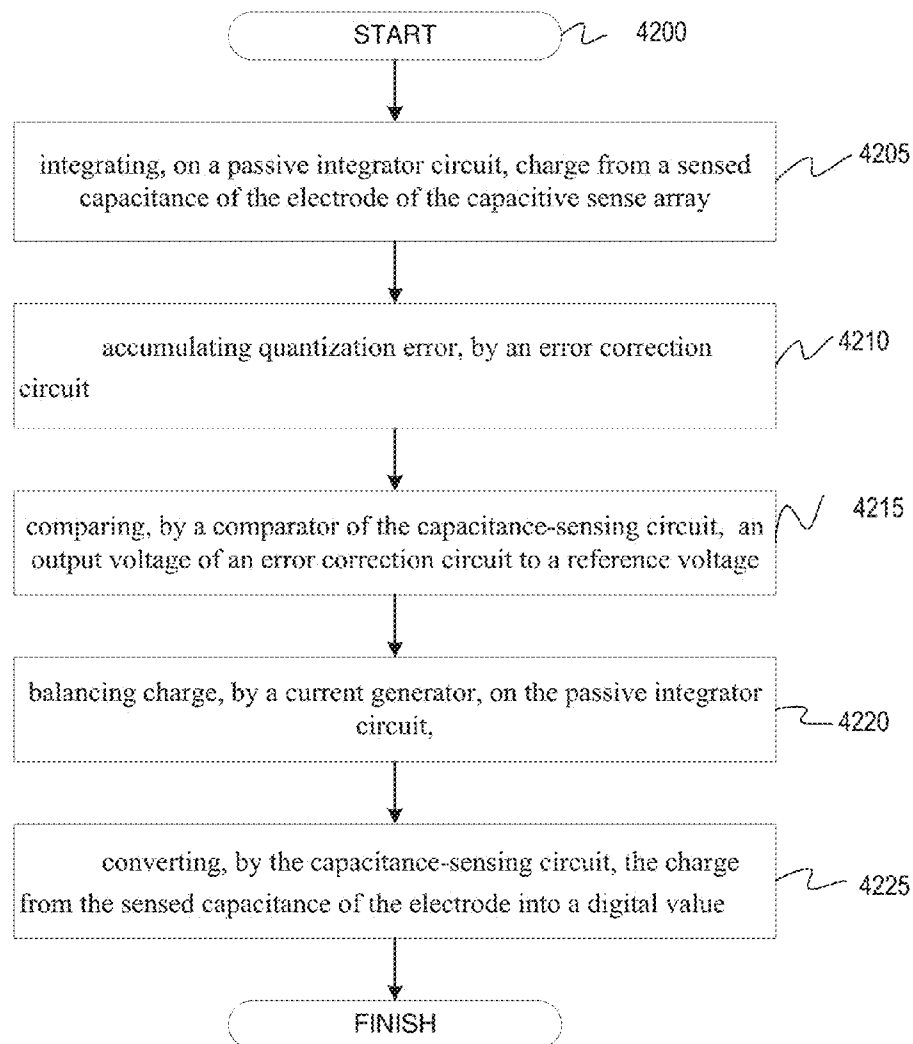 START
4200
integrating, on a passive integrator circuit, charge from a sensed
capacitance of the electrode of the capacitive sense array
4205
accumulating quantization error, by an error correction
circuit
4210
comparing, by a comparator of the capacitance-sensing circuit, an
output voltage of an error correction circuit to a reference voltage
4215
balancing charge, by a current generator, on the passive integrator
circuit,
4220
converting, by the capacitance-sensing circuit, the charge
from the sensed capacitance of the electrode into a digital value
4225
FINISH